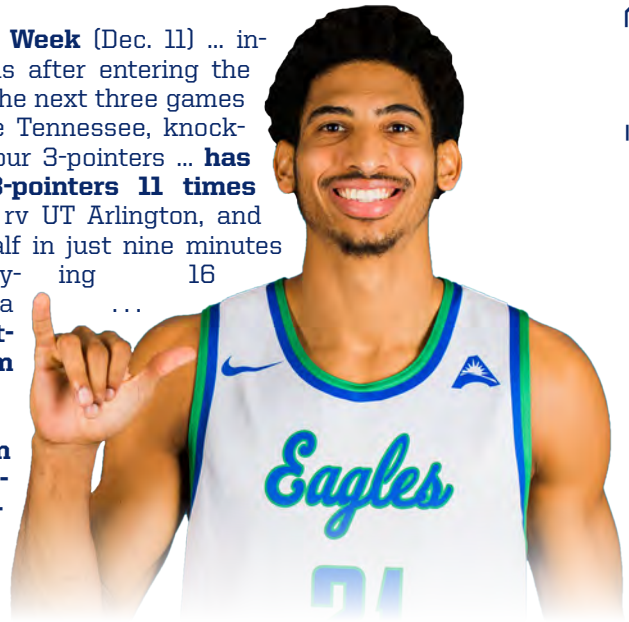 Week (Dec. 11) ... in-
s after entering the
he next three games
e Tennessee, knock-
our 3-pointers ... has
3-pointers 11 times
rv UT Arlington, and
alf in just nine minutes
y- ing 16
a ...
t-
n
n
-
Eagles